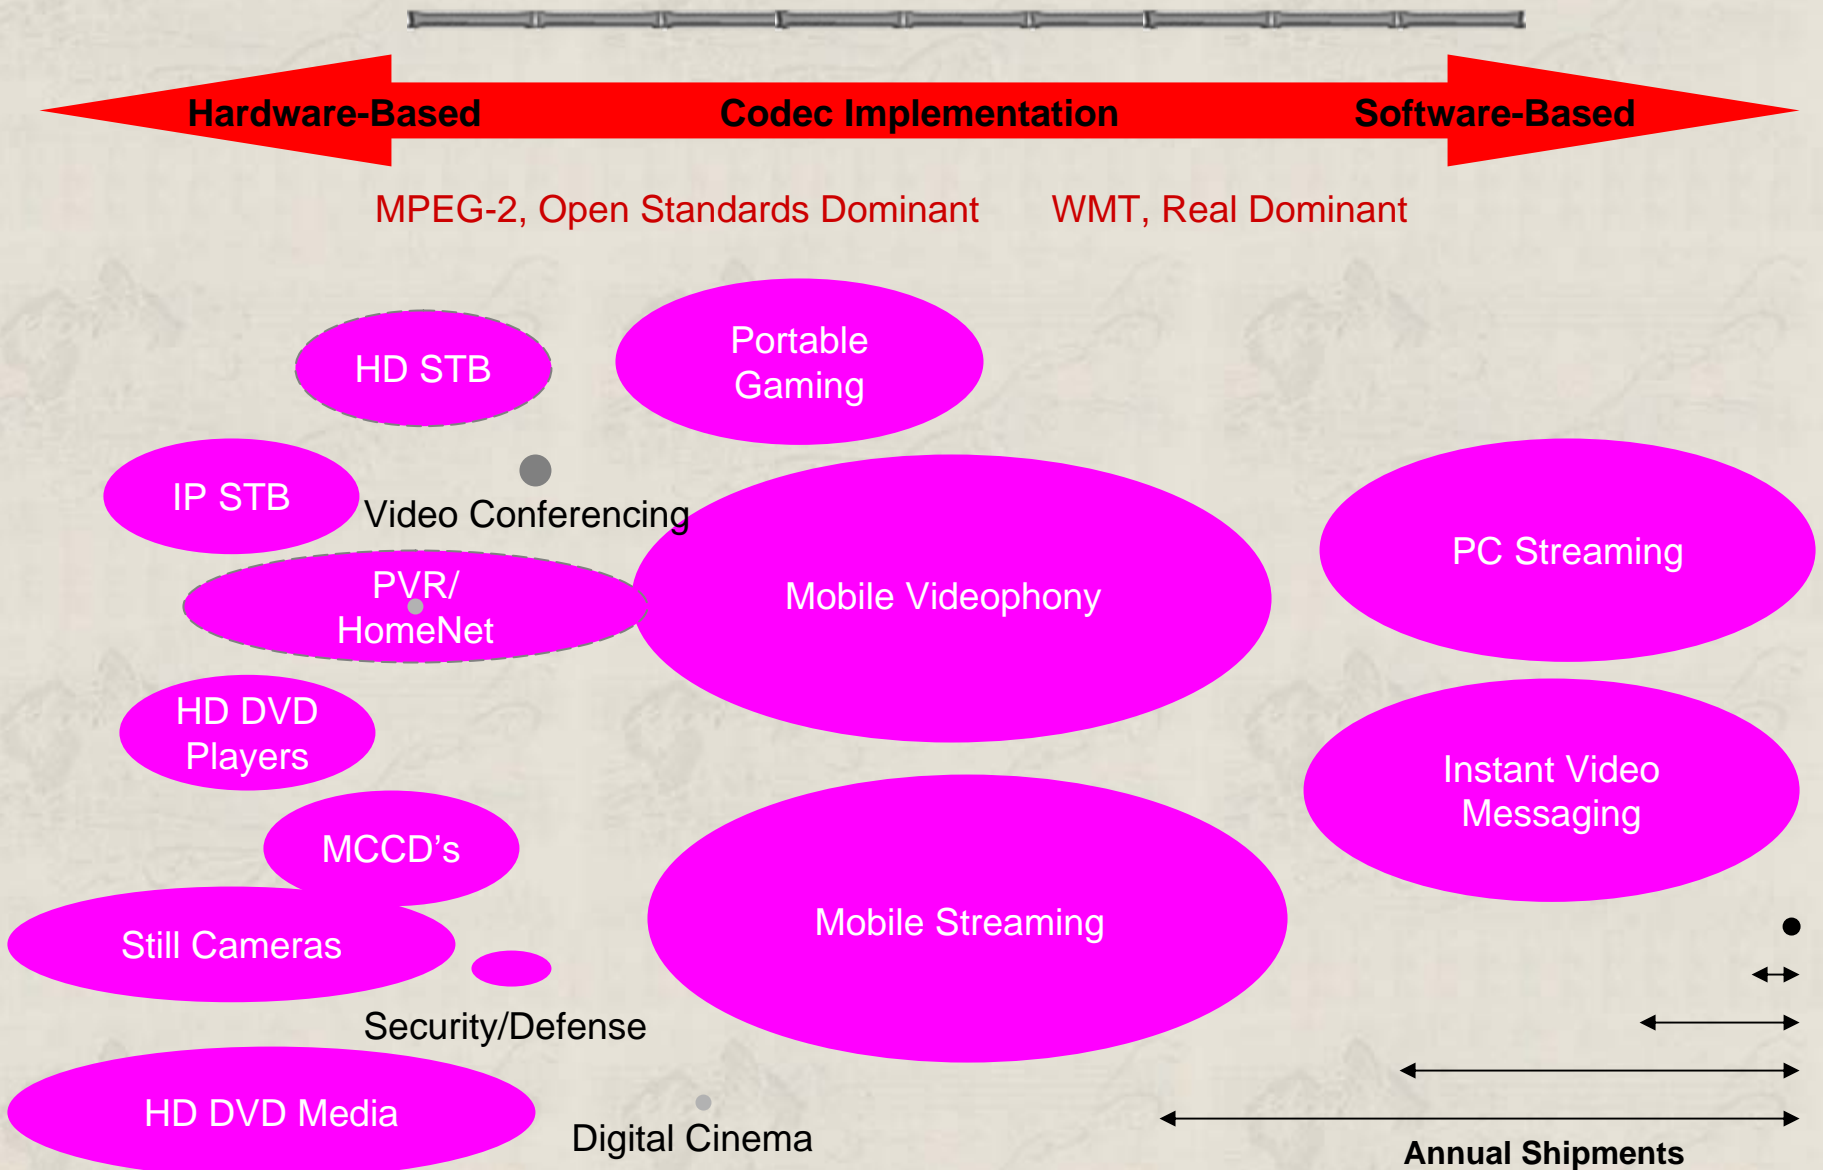 Hardware-Based Codec Implementation Software-Based
MPEG-2, Open Standards Dominant WMT, Real Dominant
HD STB
Portable
Gaming
IP STB
Video Conferencing
PC Streaming
PVR/
HomeNet
Mobile Videophony
HD DVD
Players
Instant Video
Messaging
MCCD's
Still Cameras
Mobile Streaming
Security/Defense
HD DVD Media
Digital Cinema
Annual Shipments